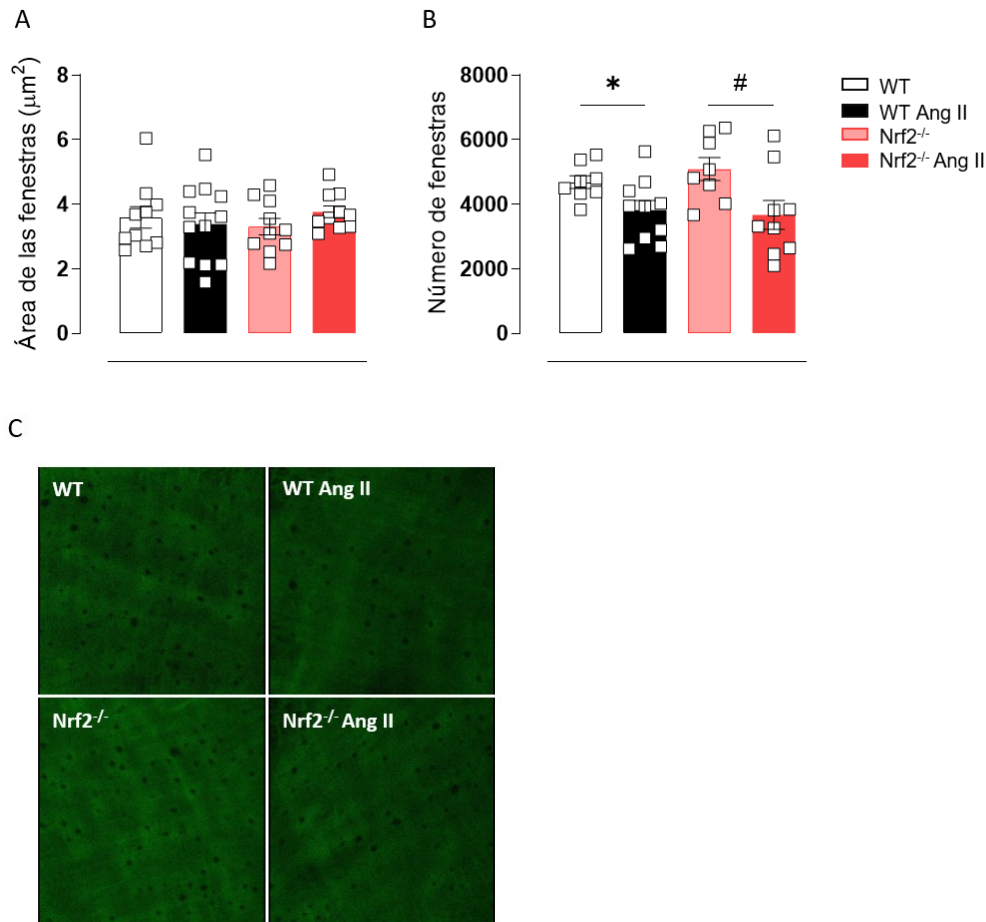 A
B
Área de las fenestras (μm²)
8
6
4
2
0
Número de fenestras
8000
6000
4000
2000
0
*
#
WT
WT Ang II
Nrf2⁻/⁻
Nrf2⁻/⁻ Ang II
C
WT
WT Ang II
Nrf2⁻/⁻
Nrf2⁻/⁻ Ang II